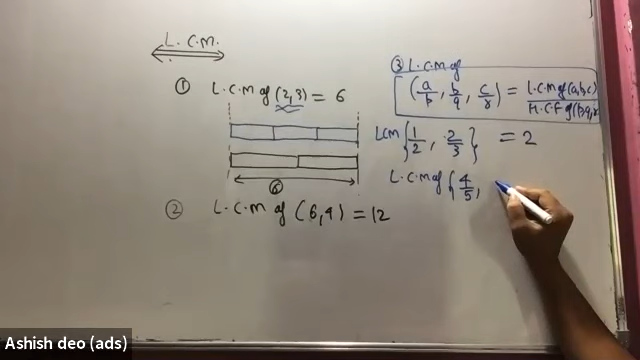 L.C.M.
① L.C.M of (2,3) = 6
6
② L.C.M of (6,4) = 12
③ L.C.M of
(a/p, b/q, c/r) = L.C.M of (a,b,c) / H.C.F of (p,q,r
LCM {1/2, 2/3} = 2
L.C.M of {4/5,
Ashish deo (ads)